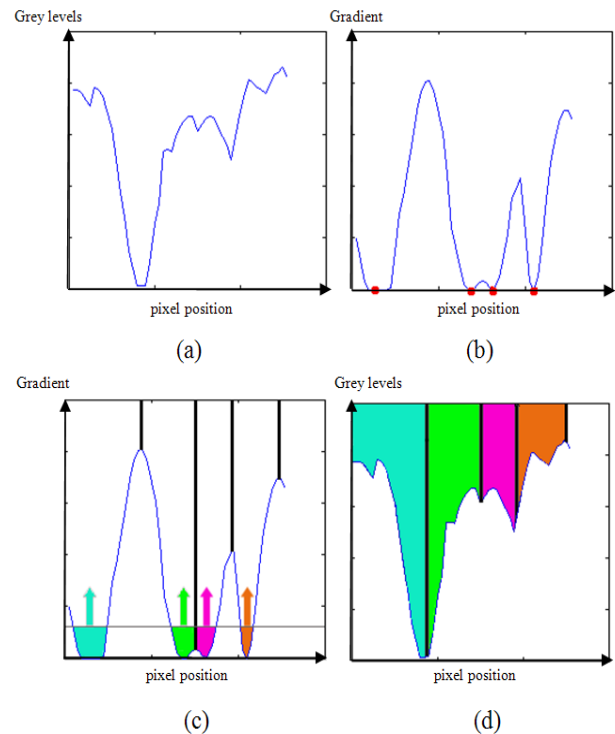 Grey levels
Gradient
pixel position
pixel position
(a)
(b)
Gradient
Grey levels
pixel position
pixel position
(c)
(d)